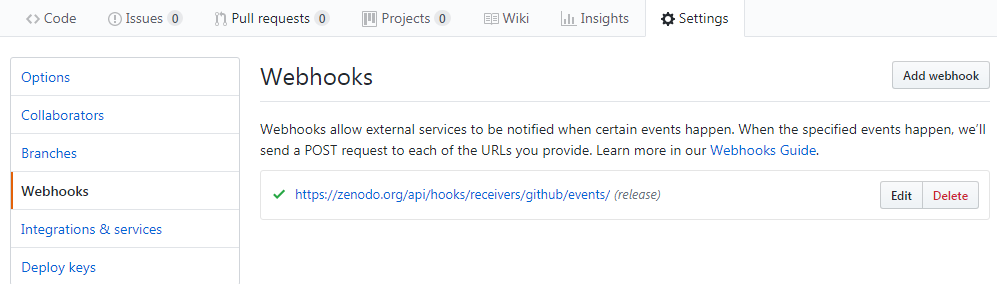 Code Issues 0 Pull requests 0 Projects 0 Wiki Insights Settings
Options
Collaborators
Branches
Webhooks
Integrations & services
Deploy keys
Webhooks
Add webhook
Webhooks allow external services to be notified when certain events happen. When the specified events happen, we'll
send a POST request to each of the URLs you provide. Learn more in our Webhooks Guide.
https://zenodo.org/api/hooks/receivers/github/events/ (release)
Edit Delete